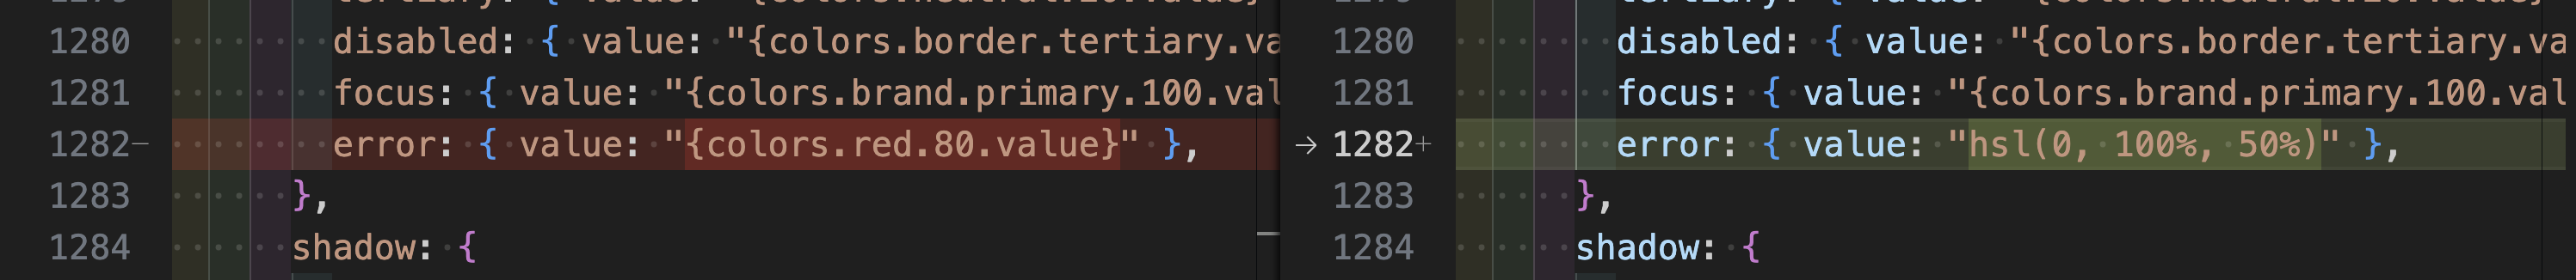 1280 disabled: { value: "{colors.border.tertiary.va
1281 focus: { value: "{colors.brand.primary.100.val
1282− error: { value: "{colors.red.80.value}" },
1283 },
1284 shadow: {
1280 disabled: { value: "{colors.border.tertiary.va
1281 focus: { value: "{colors.brand.primary.100.val
→ 1282+ error: { value: "hsl(0, 100%, 50%)" },
1283 },
1284 shadow: {